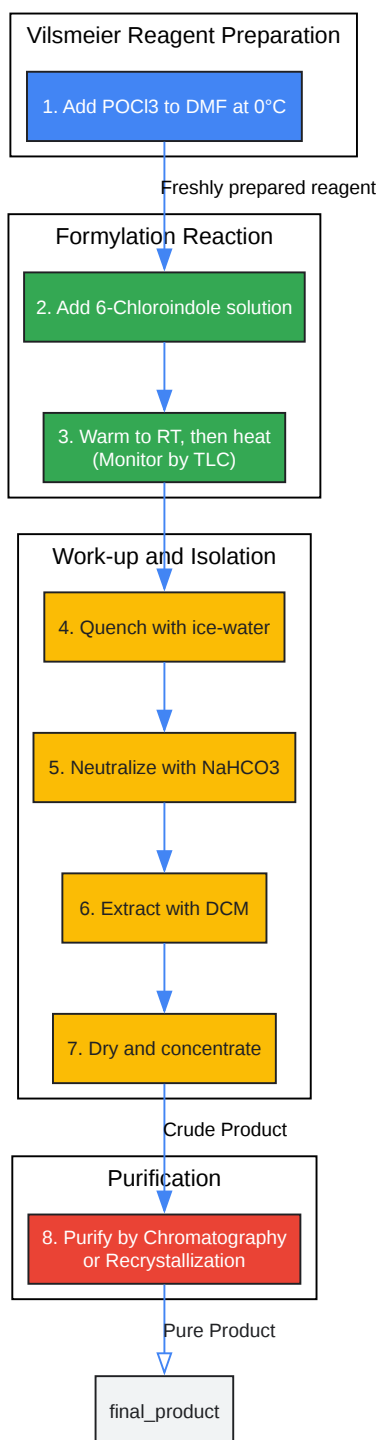 Vilsmeier Reagent Preparation
1. Add POCl3 to DMF at 0°C
Freshly prepared reagent
Formylation Reaction
2. Add 6-Chloroindole solution
3. Warm to RT, then heat
(Monitor by TLC)
Work-up and Isolation
4. Quench with ice-water
5. Neutralize with NaHCO3
6. Extract with DCM
7. Dry and concentrate
Crude Product
Purification
8. Purify by Chromatography
or Recrystallization
Pure Product
final_product